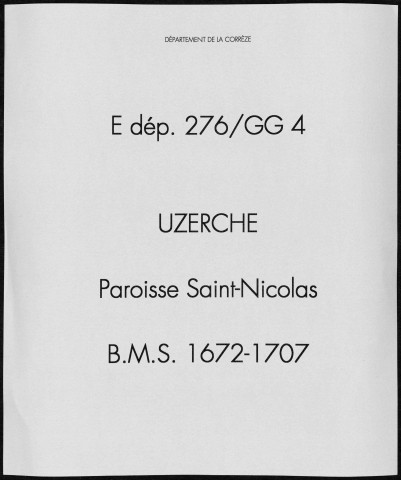 DÉPARTEMENT DE LA CORRÈZE
E dép. 276/GG 4
UZERCHE
Paroisse Saint-Nicolas
B.M.S. 1672-1707